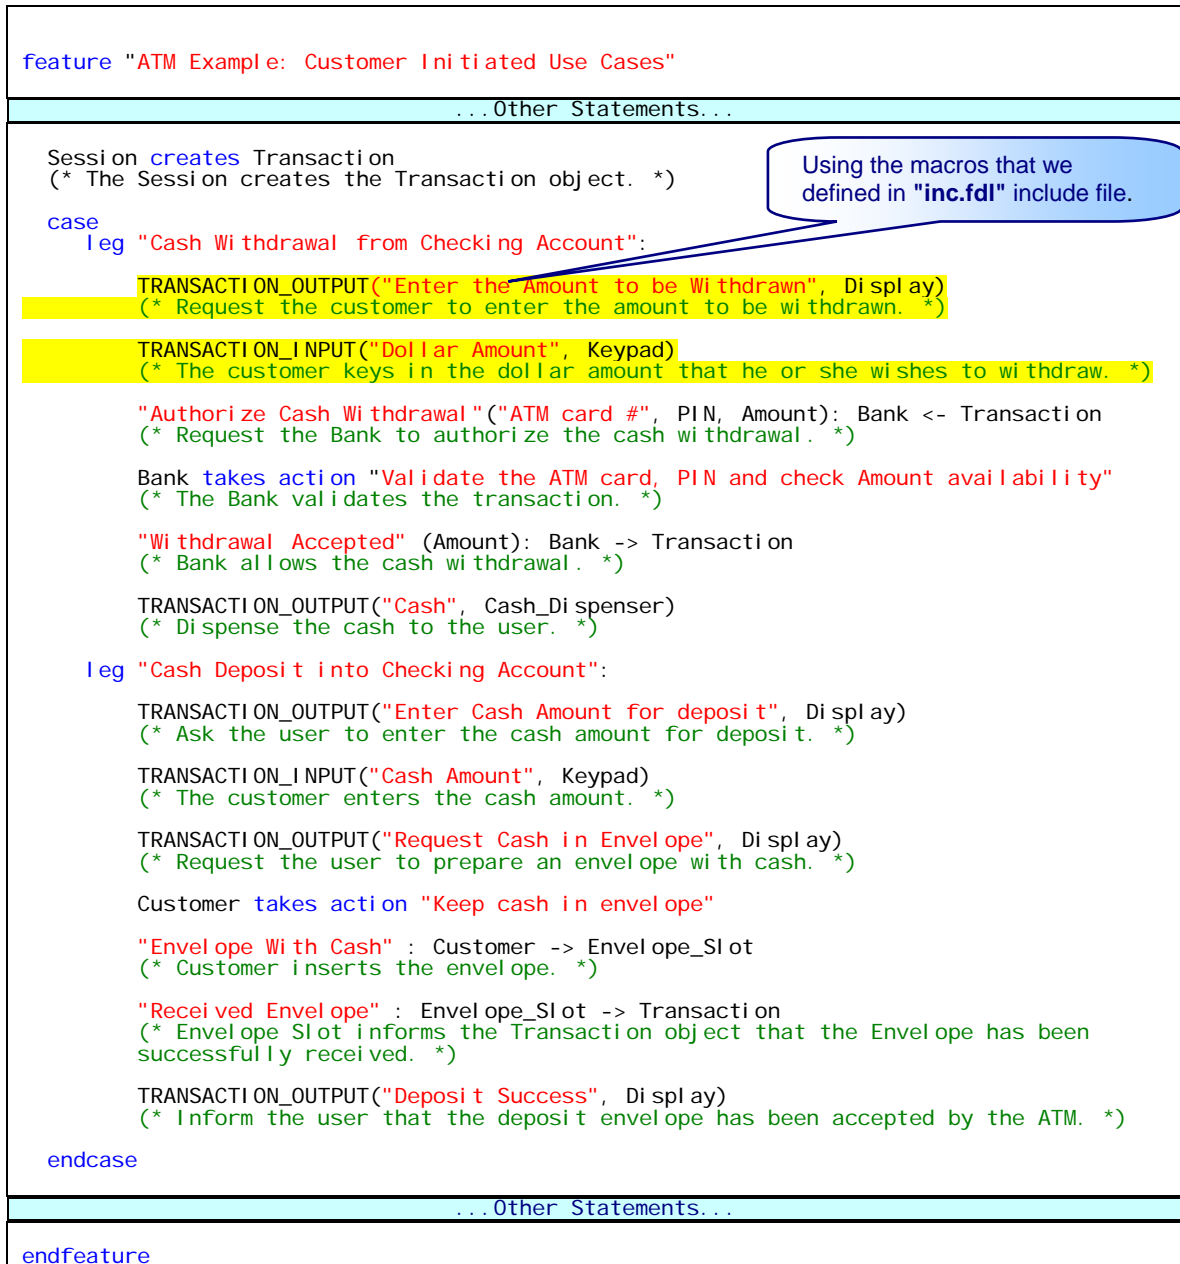 feature "ATM Example: Customer Initiated Use Cases"
...Other Statements...
Session creates Transaction
(* The Session creates the Transaction object. *)
Using the macros that we
defined in "inc.fdl" include file.
case
leg "Cash Withdrawal from Checking Account":
TRANSACTION_OUTPUT("Enter the Amount to be Withdrawn", Display)
(* Request the customer to enter the amount to be withdrawn. *)
TRANSACTION_INPUT("Dollar Amount", Keypad)
(* The customer keys in the dollar amount that he or she wishes to withdraw. *)
"Authorize Cash Withdrawal"("ATM card #", PIN, Amount): Bank <- Transaction
(* Request the Bank to authorize the cash withdrawal. *)
Bank takes action "Validate the ATM card, PIN and check Amount availability"
(* The Bank validates the transaction. *)
"Withdrawal Accepted" (Amount): Bank -> Transaction
(* Bank allows the cash withdrawal. *)
TRANSACTION_OUTPUT("Cash", Cash_Dispenser)
(* Dispense the cash to the user. *)
leg "Cash Deposit into Checking Account":
TRANSACTION_OUTPUT("Enter Cash Amount for deposit", Display)
(* Ask the user to enter the cash amount for deposit. *)
TRANSACTION_INPUT("Cash Amount", Keypad)
(* The customer enters the cash amount. *)
TRANSACTION_OUTPUT("Request Cash in Envelope", Display)
(* Request the user to prepare an envelope with cash. *)
Customer takes action "Keep cash in envelope"
"Envelope With Cash" : Customer -> Envelope_Slot
(* Customer inserts the envelope. *)
"Received Envelope" : Envelope_Slot -> Transaction
(* Envelope Slot informs the Transaction object that the Envelope has been
successfully received. *)
TRANSACTION_OUTPUT("Deposit Success", Display)
(* Inform the user that the deposit envelope has been accepted by the ATM. *)
endcase
...Other Statements...
endfeature